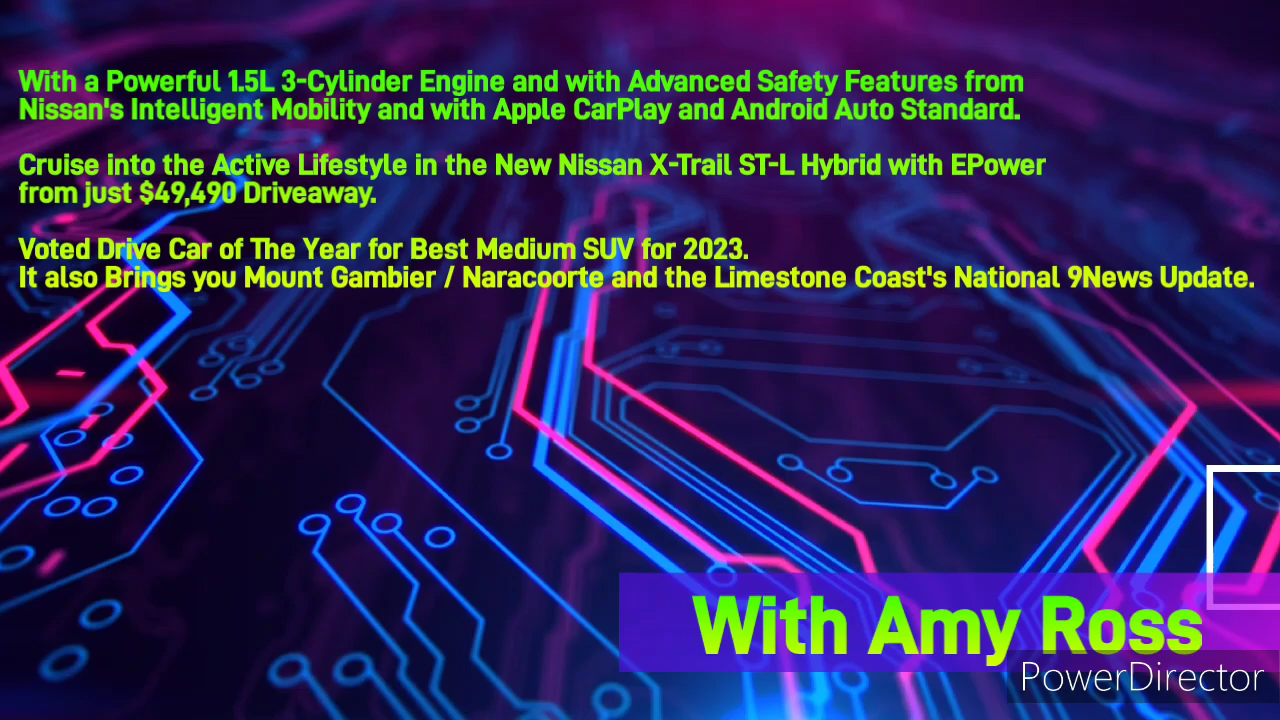 With a Powerful 1.5L 3-Cylinder Engine and with Advanced Safety Features from
Nissan's Intelligent Mobility and with Apple CarPlay and Android Auto Standard.
Cruise into the Active Lifestyle in the New Nissan X-Trail ST-L Hybrid with EPower
from just $49,490 Driveaway.
Voted Drive Car of The Year for Best Medium SUV for 2023.
It also Brings you Mount Gambier / Naracoorte and the Limestone Coast's National 9News Update.
With Amy Ross
PowerDirector